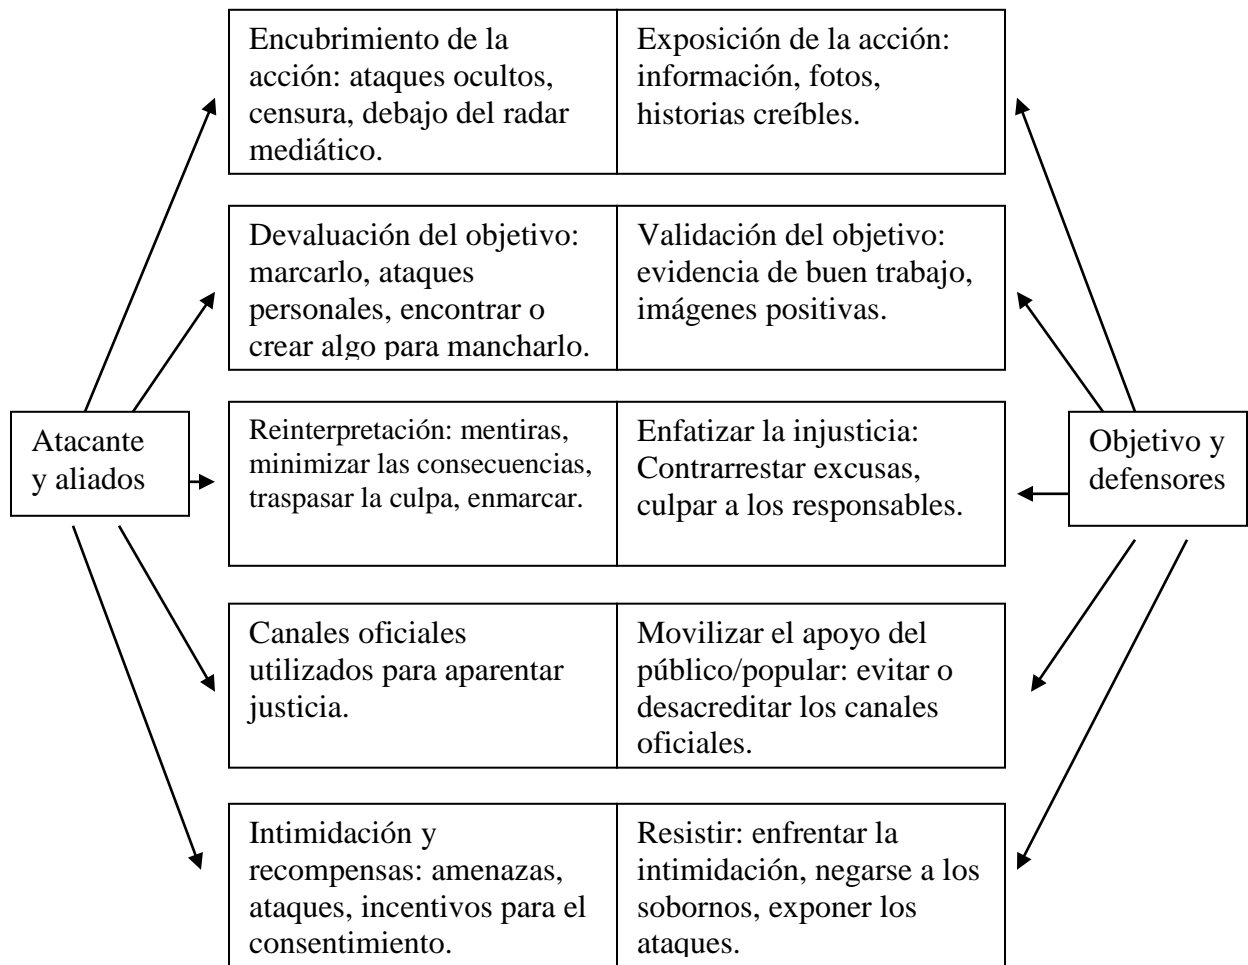 Encubrimiento de la
acción: ataques ocultos,
censura, debajo del radar
mediático.
Exposición de la acción:
información, fotos,
historias creíbles.
Devaluación del objetivo:
marcarlo, ataques
personales, encontrar o
crear algo para mancharlo.
Validación del objetivo:
evidencia de buen trabajo,
imágenes positivas.
Atacante
y aliados
Reinterpretación: mentiras,
minimizar las consecuencias,
traspasar la culpa, enmarcar.
Enfatizar la injusticia:
Contrarrestar excusas,
culpar a los responsables.
Objetivo y
defensores
Canales oficiales
utilizados para aparentar
justicia.
Movilizar el apoyo del
público/popular: evitar o
desacreditar los canales
oficiales.
Intimidación y
recompensas: amenazas,
ataques, incentivos para el
consentimiento.
Resistir: enfrentar la
intimidación, negarse a los
sobornos, exponer los
ataques.